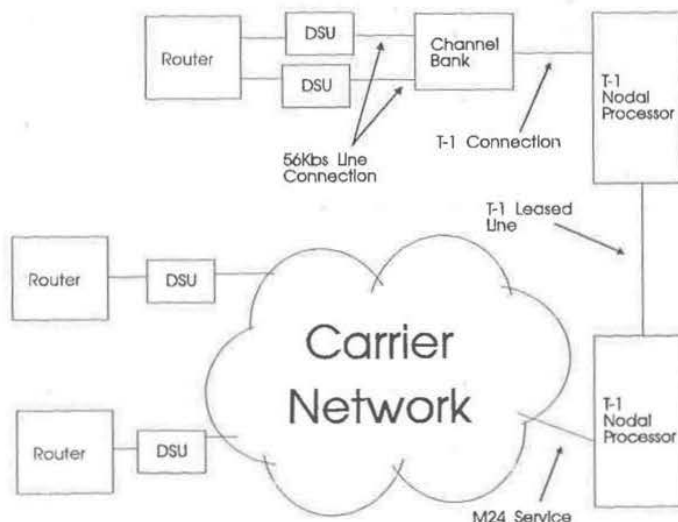 Router
DSU
DSU
Channel
Bank
T-1
Nodal
Processor
56Kbs Line
Connection
T-1 Connection
T-1 Leased
Line
Router
DSU
Carrier
Network
Router
DSU
T-1
Nodal
Processor
M24 Service